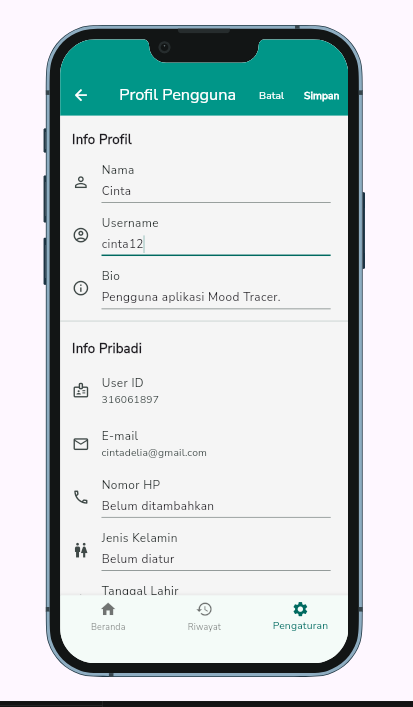 Profil Pengguna Batal Simpan
Info Profil
Nama
Cinta
Username
cinta12
Bio
Pengguna aplikasi Mood Tracer.
Info Pribadi
User ID
316061897
E-mail
cintadelia@gmail.com
Nomor HP
Belum ditambahkan
Jenis Kelamin
Belum diatur
Tanggal Lahir
Beranda Riwayat Pengaturan